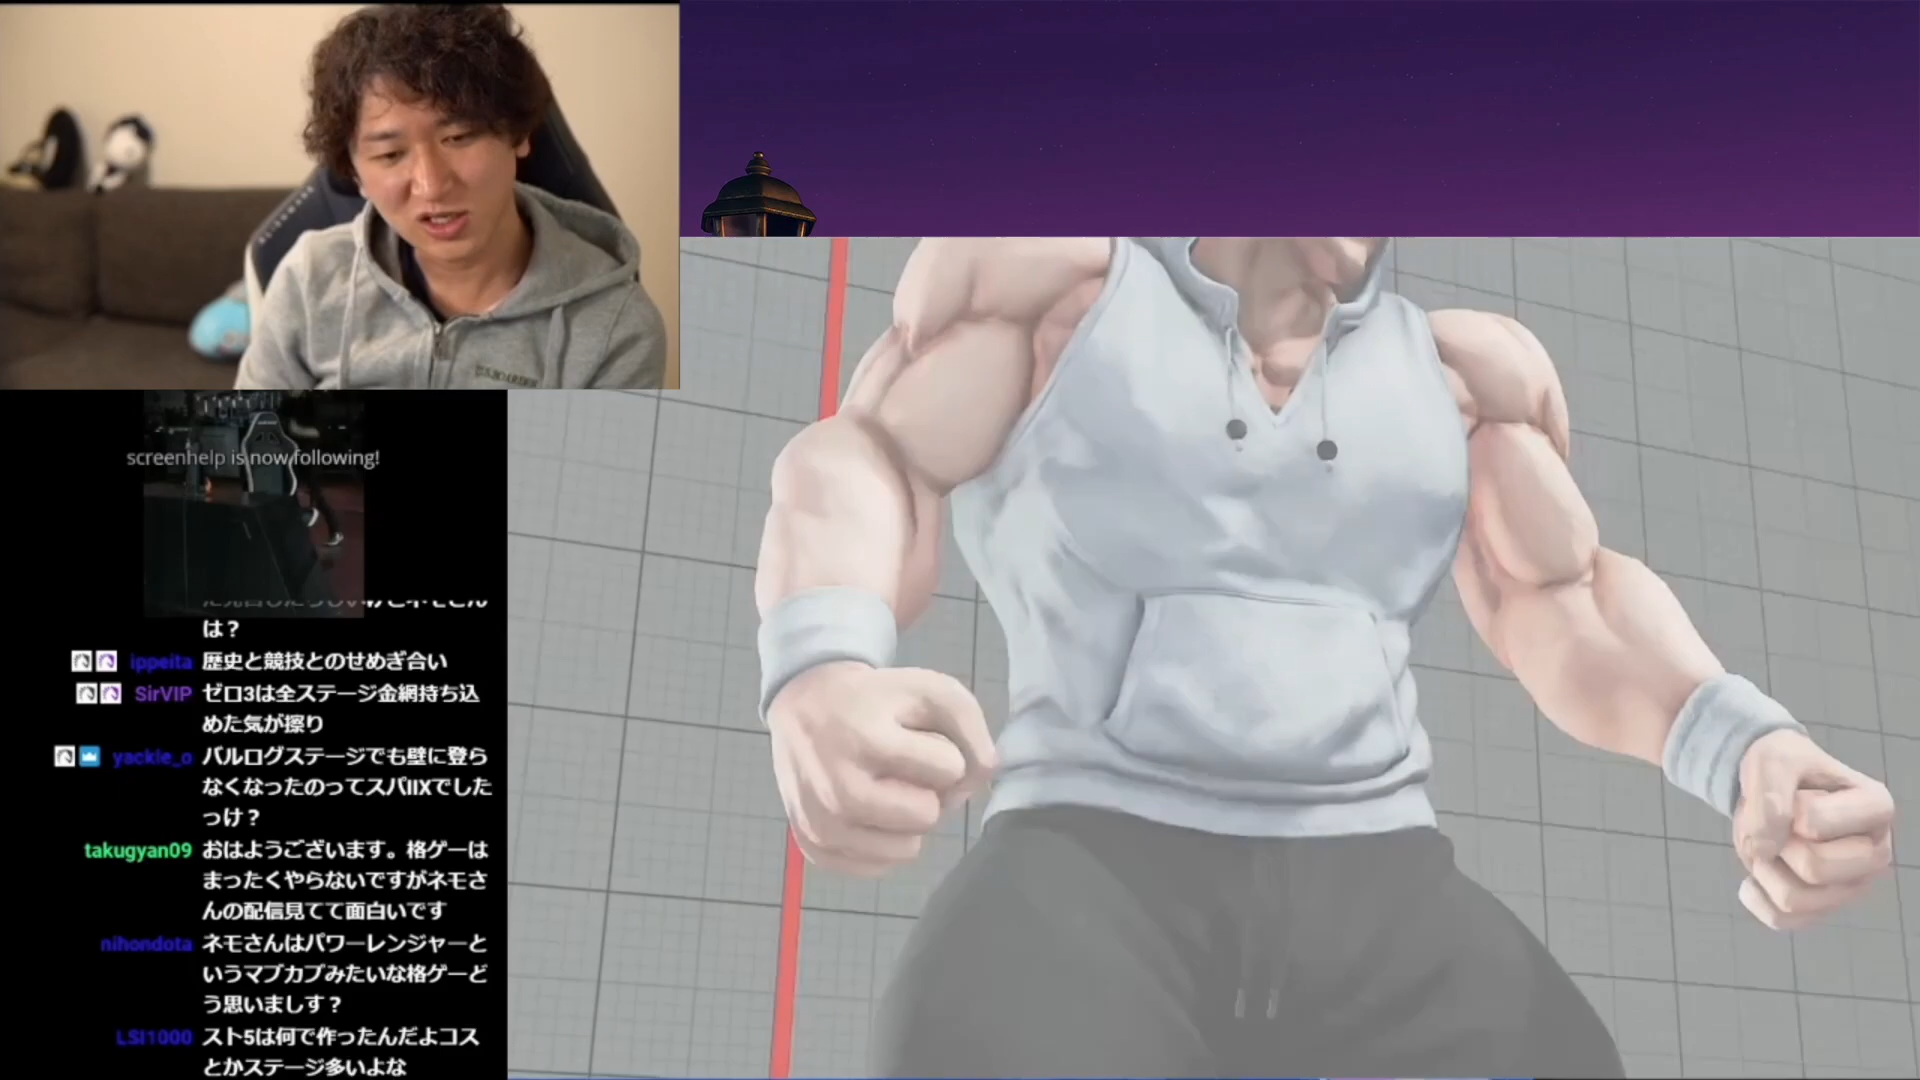 screenhelp is now following!
は？
ippeita 歴史と競技とのせめぎ合い
SirVIP ゼロ3は全ステージ金網持ち込
めた気が擦り
yackle_o バルログステージでも壁に登ら
なくなったのってスパIIXでした
っけ？
takugyan09 おはようございます。格ゲーは
まったくやらないですがネモさ
んの配信見てて面白いです
nihondota ネモさんはパワーレンジャーと
いうマブカプみたいな格ゲーど
う思いましす？
LSI1000 スト5は何で作ったんだよコス
とかステージ多いよな